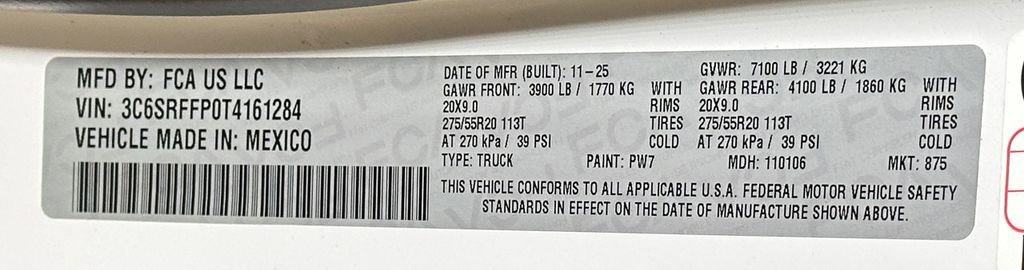 MFD BY: FCA US LLC
VIN: 3C6SRFFP0T4161284
VEHICLE MADE IN: MEXICO
DATE OF MFR (BUILT): 11-25
GVWR: 7100 LB / 3221 KG
GAWR FRONT: 3900 LB / 1770 KG WITH
GAWR REAR: 4100 LB / 1860 KG WITH
20X9.0 RIMS
20X9.0 RIMS
275/55R20 113T TIRES
275/55R20 113T TIRES
AT 270 kPa / 39 PSI COLD
AT 270 kPa / 39 PSI COLD
TYPE: TRUCK PAINT: PW7 MDH: 110106 MKT: 875
THIS VEHICLE CONFORMS TO ALL APPLICABLE U.S.A. FEDERAL MOTOR VEHICLE SAFETY
STANDARDS IN EFFECT ON THE DATE OF MANUFACTURE SHOWN ABOVE.